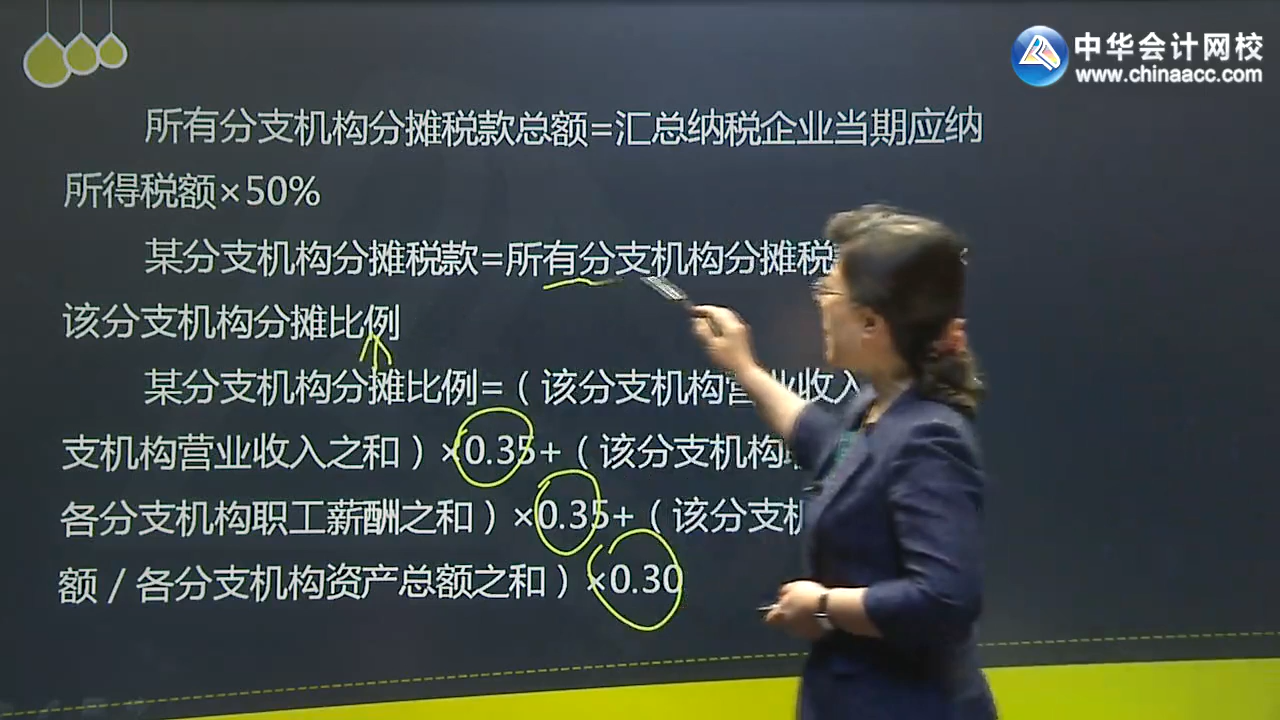 中华会计网校
www.chinaacc.com
所有分支机构分摊税款总额=汇总纳税企业当期应纳
所得税额×50%
某分支机构分摊税款=所有分支机构分摊税
该分支机构分摊比例
某分支机构分摊比例=（该分支机构营业收入
支机构营业收入之和）×0.35+（该分支机构
各分支机构职工薪酬之和）×0.35+（该分支机
额/各分支机构资产总额之和）×0.30